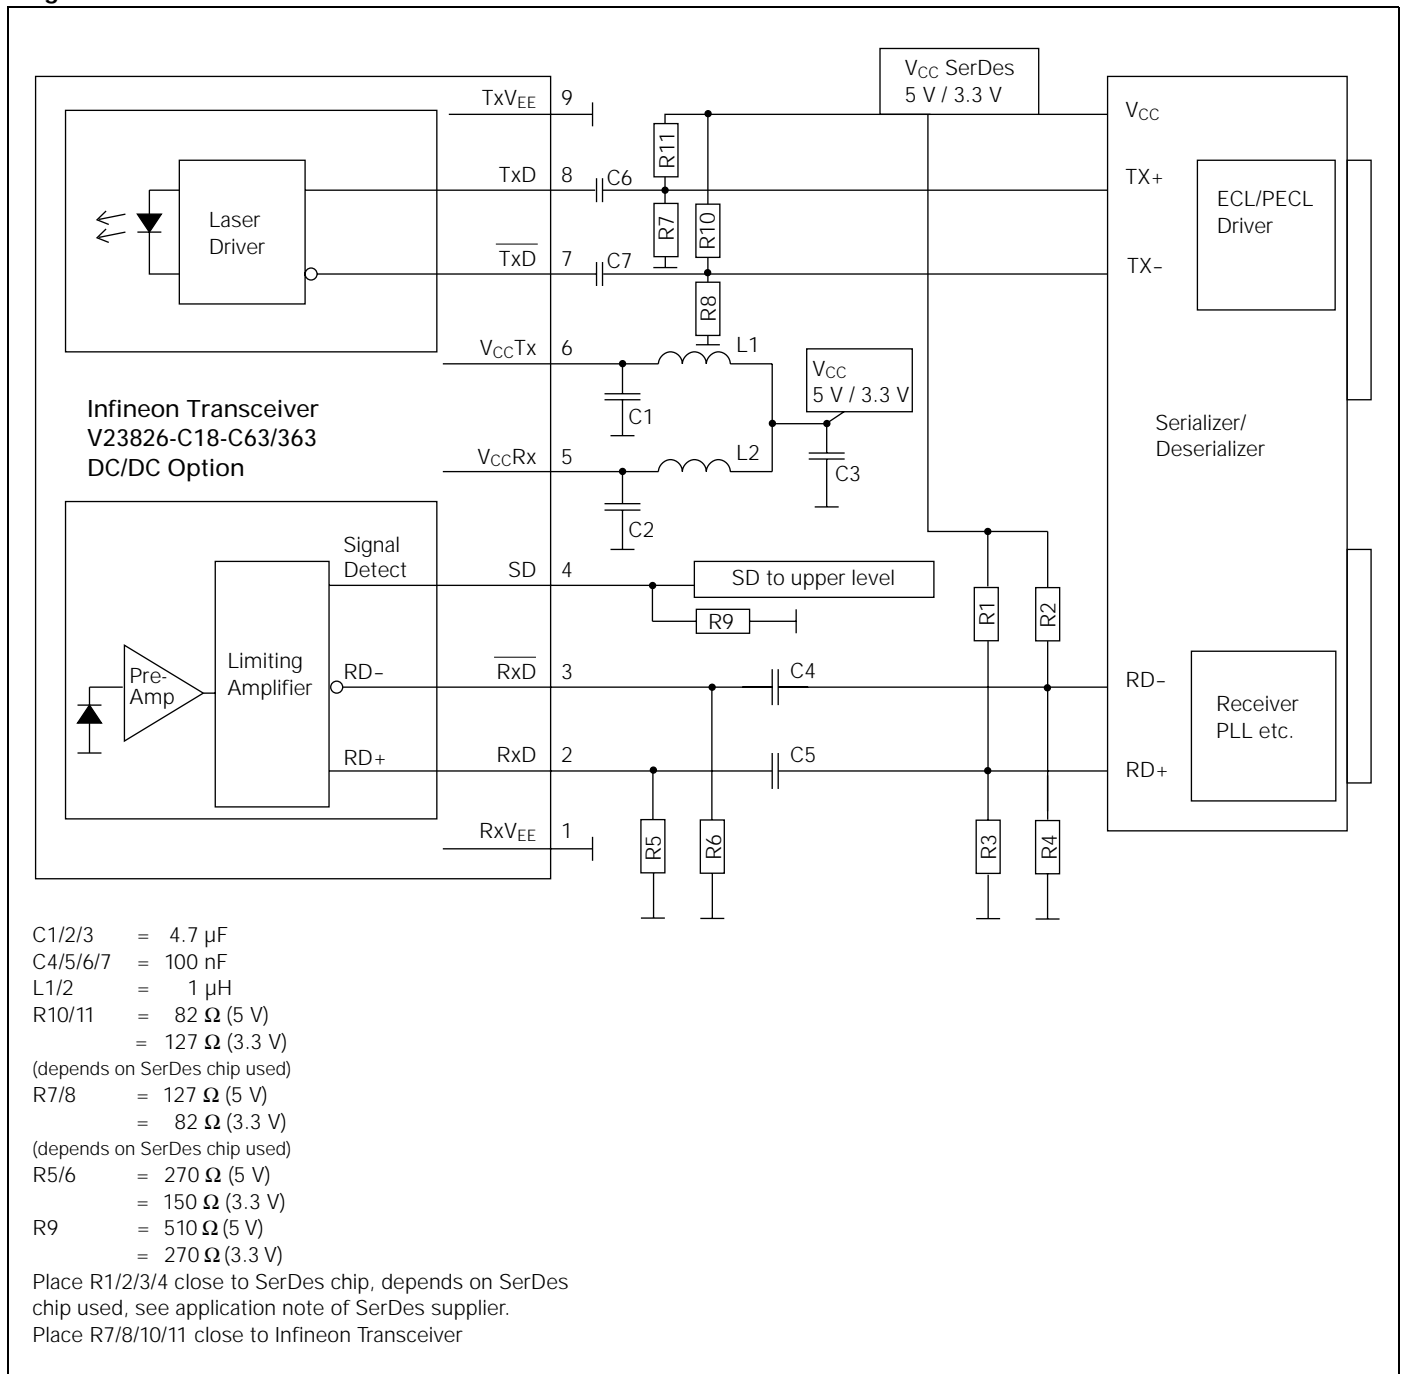 V_CC SerDes
5 V / 3.3 V
TxV_EE 9
V_CC
R11
TxD 8 C6
TX+
ECL/PECL
Driver
Laser
Driver
R7
R10
TxD 7 C7
TX–
R8
V_CCTx 6 L1
V_CC
5 V / 3.3 V
C1
Infineon Transceiver
V23826-C18-C63/363
DC/DC Option
Serializer/
Deserializer
V_CCRx 5 L2
C3
C2
Signal
Detect
SD 4 SD to upper level
R9
R1
R2
Pre-
Amp
Limiting
Amplifier
RD– RxD 3 C4 RD–
Receiver
PLL etc.
RD+ RxD 2 C5 RD+
RxV_EE 1
R5
R6
R3
R4
C1/2/3 = 4.7 µF
C4/5/6/7 = 100 nF
L1/2 = 1 µH
R10/11 = 82 Ω (5 V)
= 127 Ω (3.3 V)
(depends on SerDes chip used)
R7/8 = 127 Ω (5 V)
= 82 Ω (3.3 V)
(depends on SerDes chip used)
R5/6 = 270 Ω (5 V)
= 150 Ω (3.3 V)
R9 = 510 Ω (5 V)
= 270 Ω (3.3 V)
Place R1/2/3/4 close to SerDes chip, depends on SerDes
chip used, see application note of SerDes supplier.
Place R7/8/10/11 close to Infineon Transceiver